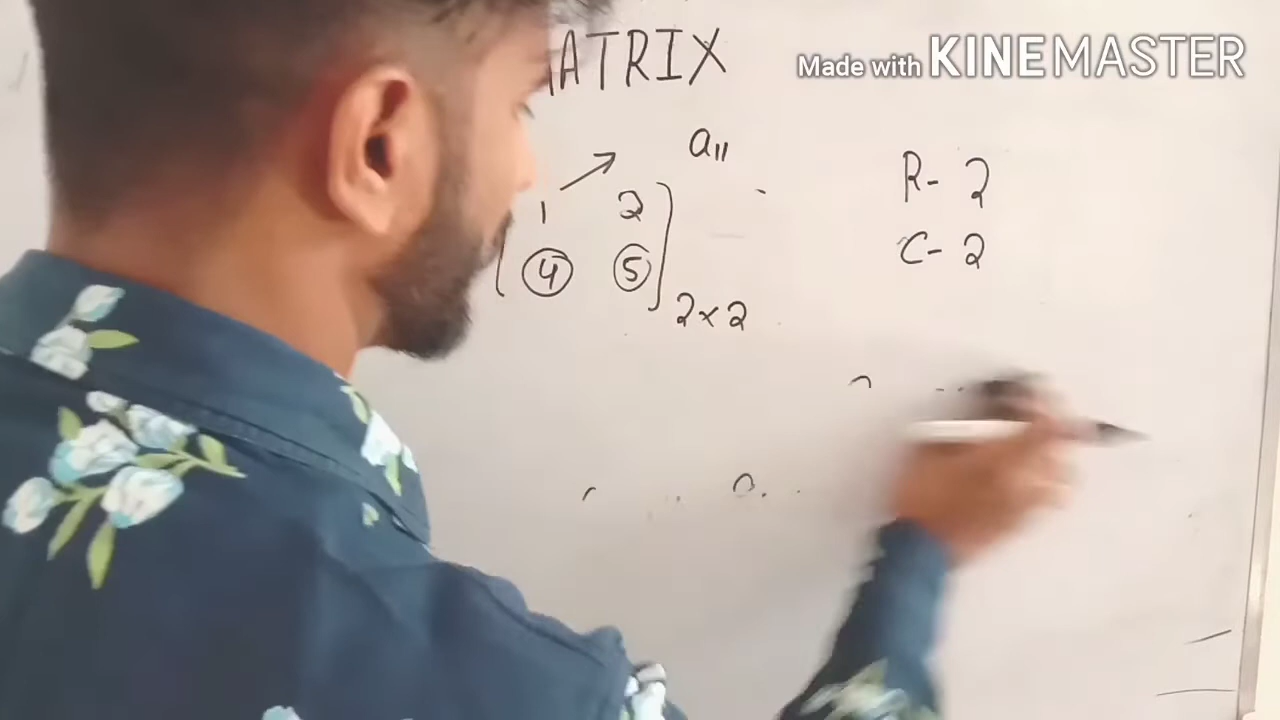 ATRIX
Made with KINEMASTER
a11
R- 2
1 2
C- 2
4 5
2×2